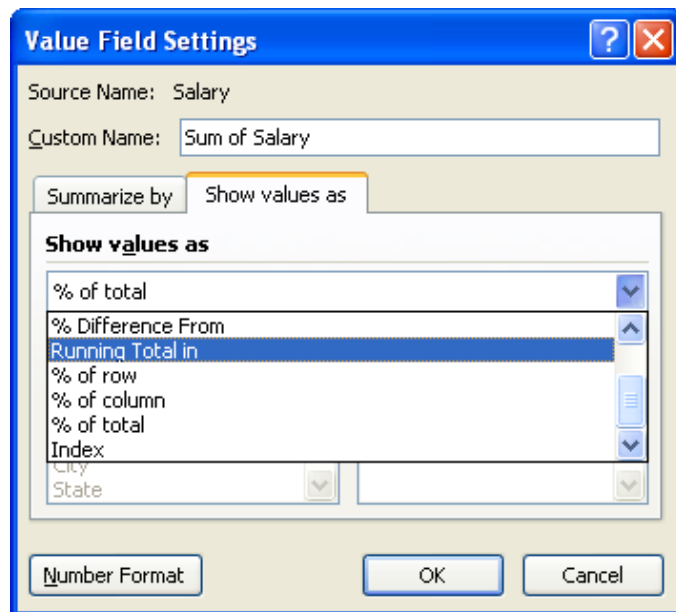 Value Field Settings
Source Name: Salary
Custom Name: Sum of Salary
Summarize by Show values as
Show values as
% of total
% Difference From
Running Total in
% of row
% of column
% of total
Index
City
State
Number Format OK Cancel